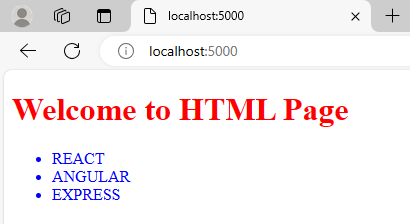 localhost:5000
localhost:5000
Welcome to HTML Page
REACT
ANGULAR
EXPRESS